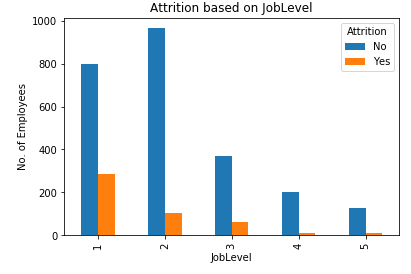 Attrition based on JobLevel
Attrition
No
Yes
1000
800
600
400
200
0
No. of Employees
1 2 3 4 5
JobLevel